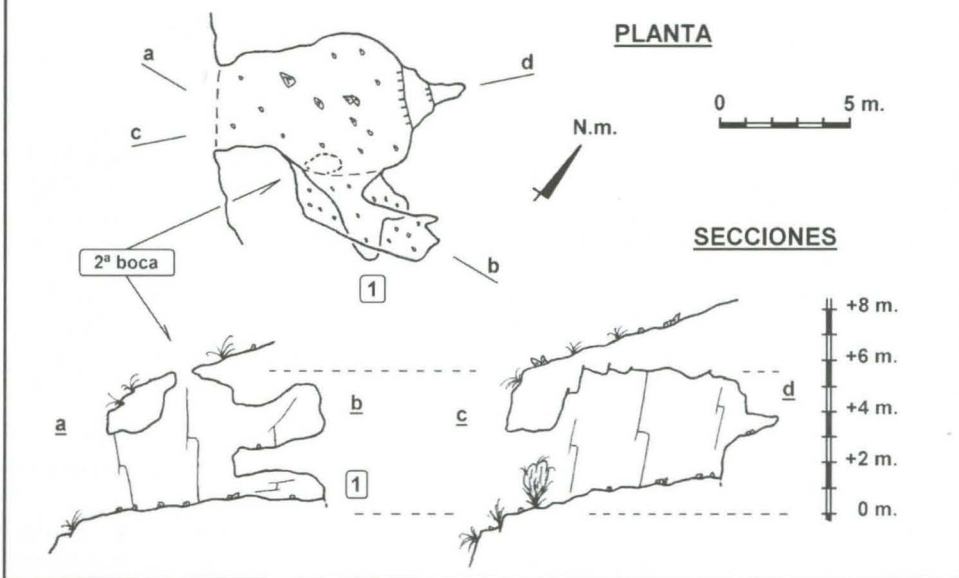 PLANTA
a
d
0 5 m.
c
N.m.
SECCIONES
2ª boca
b
1
+8 m.
+6 m.
a
b
c
d
+4 m.
+2 m.
1
0 m.